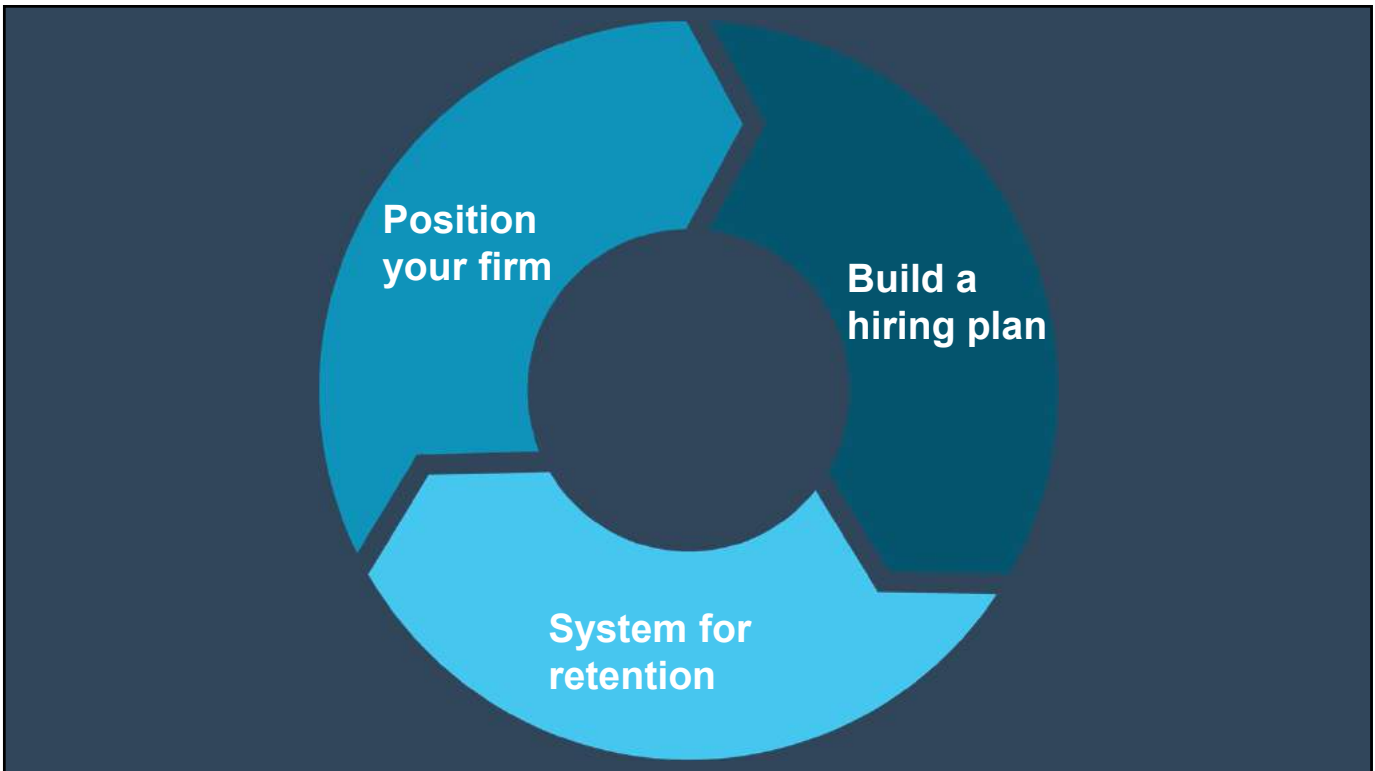 Position
your firm
Build a
hiring plan
System for
retention